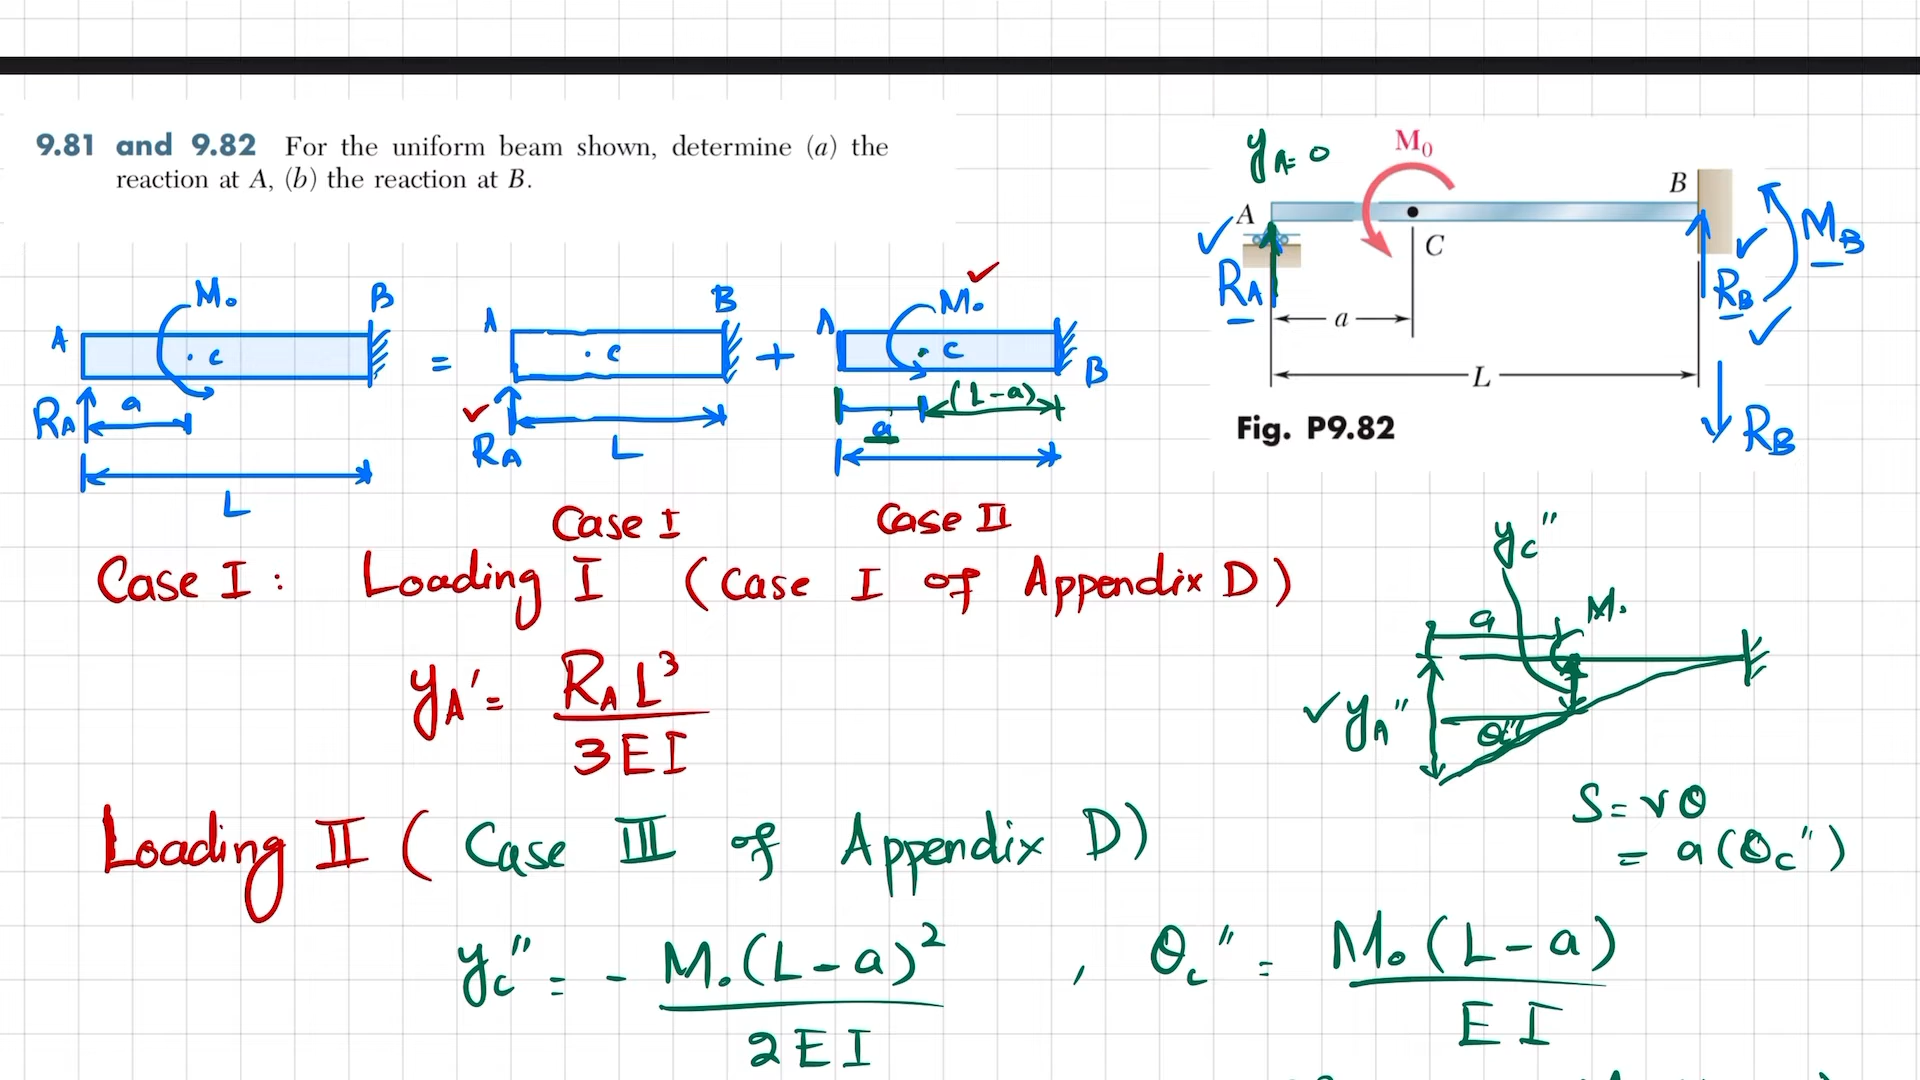 9.81 and 9.82 For the uniform beam shown, determine (a) the
reaction at A, (b) the reaction at B.
y_A = 0
M₀
A
B
C
R_A
R_B
M_B
a
L
R_B
Fig. P9.82
A
M₀
B
c
R_A
a
L
=
A
B
c
R_A
L
Case I
+
A
M₀
c
B
a
(L-a)
Case II
Case I : Loading I (Case I of Appendix D)
y_A' = R_A L³ / 3EI
y_c"
a
M₀
y_A"
θ"
S = rθ
= a(θ_c")
Loading II (Case III of Appendix D)
y_c" = - M₀(L-a)² / 2EI , θ_c" = M₀(L-a) / EI